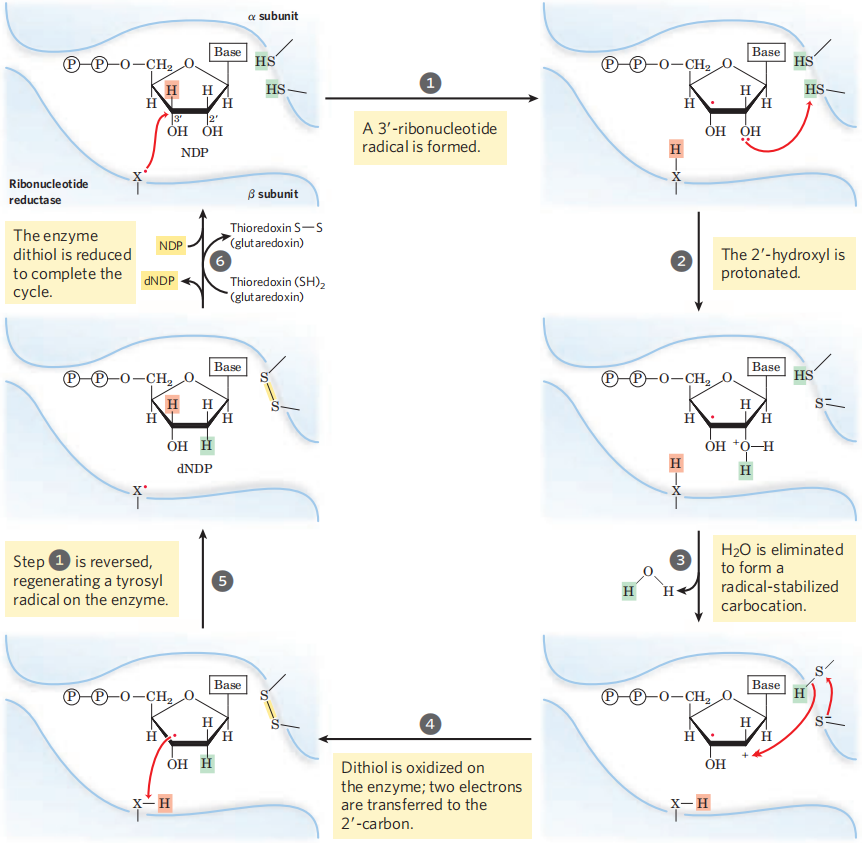 α subunit
Base
HS
P—P—O—CH2 O
HS
H H H
H
3′ 2′
OH OH
NDP
X•
Ribonucleotide
reductase
β subunit
1
A 3′-ribonucleotide
radical is formed.
Base
HS
P—P—O—CH2 O
HS
H H
H
OH OH
H
X
2
The 2′-hydroxyl is
protonated.
Base
P—P—O—CH2 O
HS
S−
H H
H
OH +O—H
H
H
X
3
H2O is eliminated
to form a
radical-stabilized
carbocation.
O
H H
Base
S
H
P—P—O—CH2 O
S−
H H
H
OH +
X—H
4
Dithiol is oxidized on
the enzyme; two electrons
are transferred to the
2′-carbon.
Base
S
P—P—O—CH2 O
S
H H
H
OH H
X—H
5
Step 1 is reversed,
regenerating a tyrosyl
radical on the enzyme.
Base
P—P—O—CH2 O
S
S
H H H
H
OH H
dNDP
X•
6
The enzyme
dithiol is reduced
to complete the
cycle.
NDP
dNDP
Thioredoxin S—S
(glutaredoxin)
Thioredoxin (SH)2
(glutaredoxin)